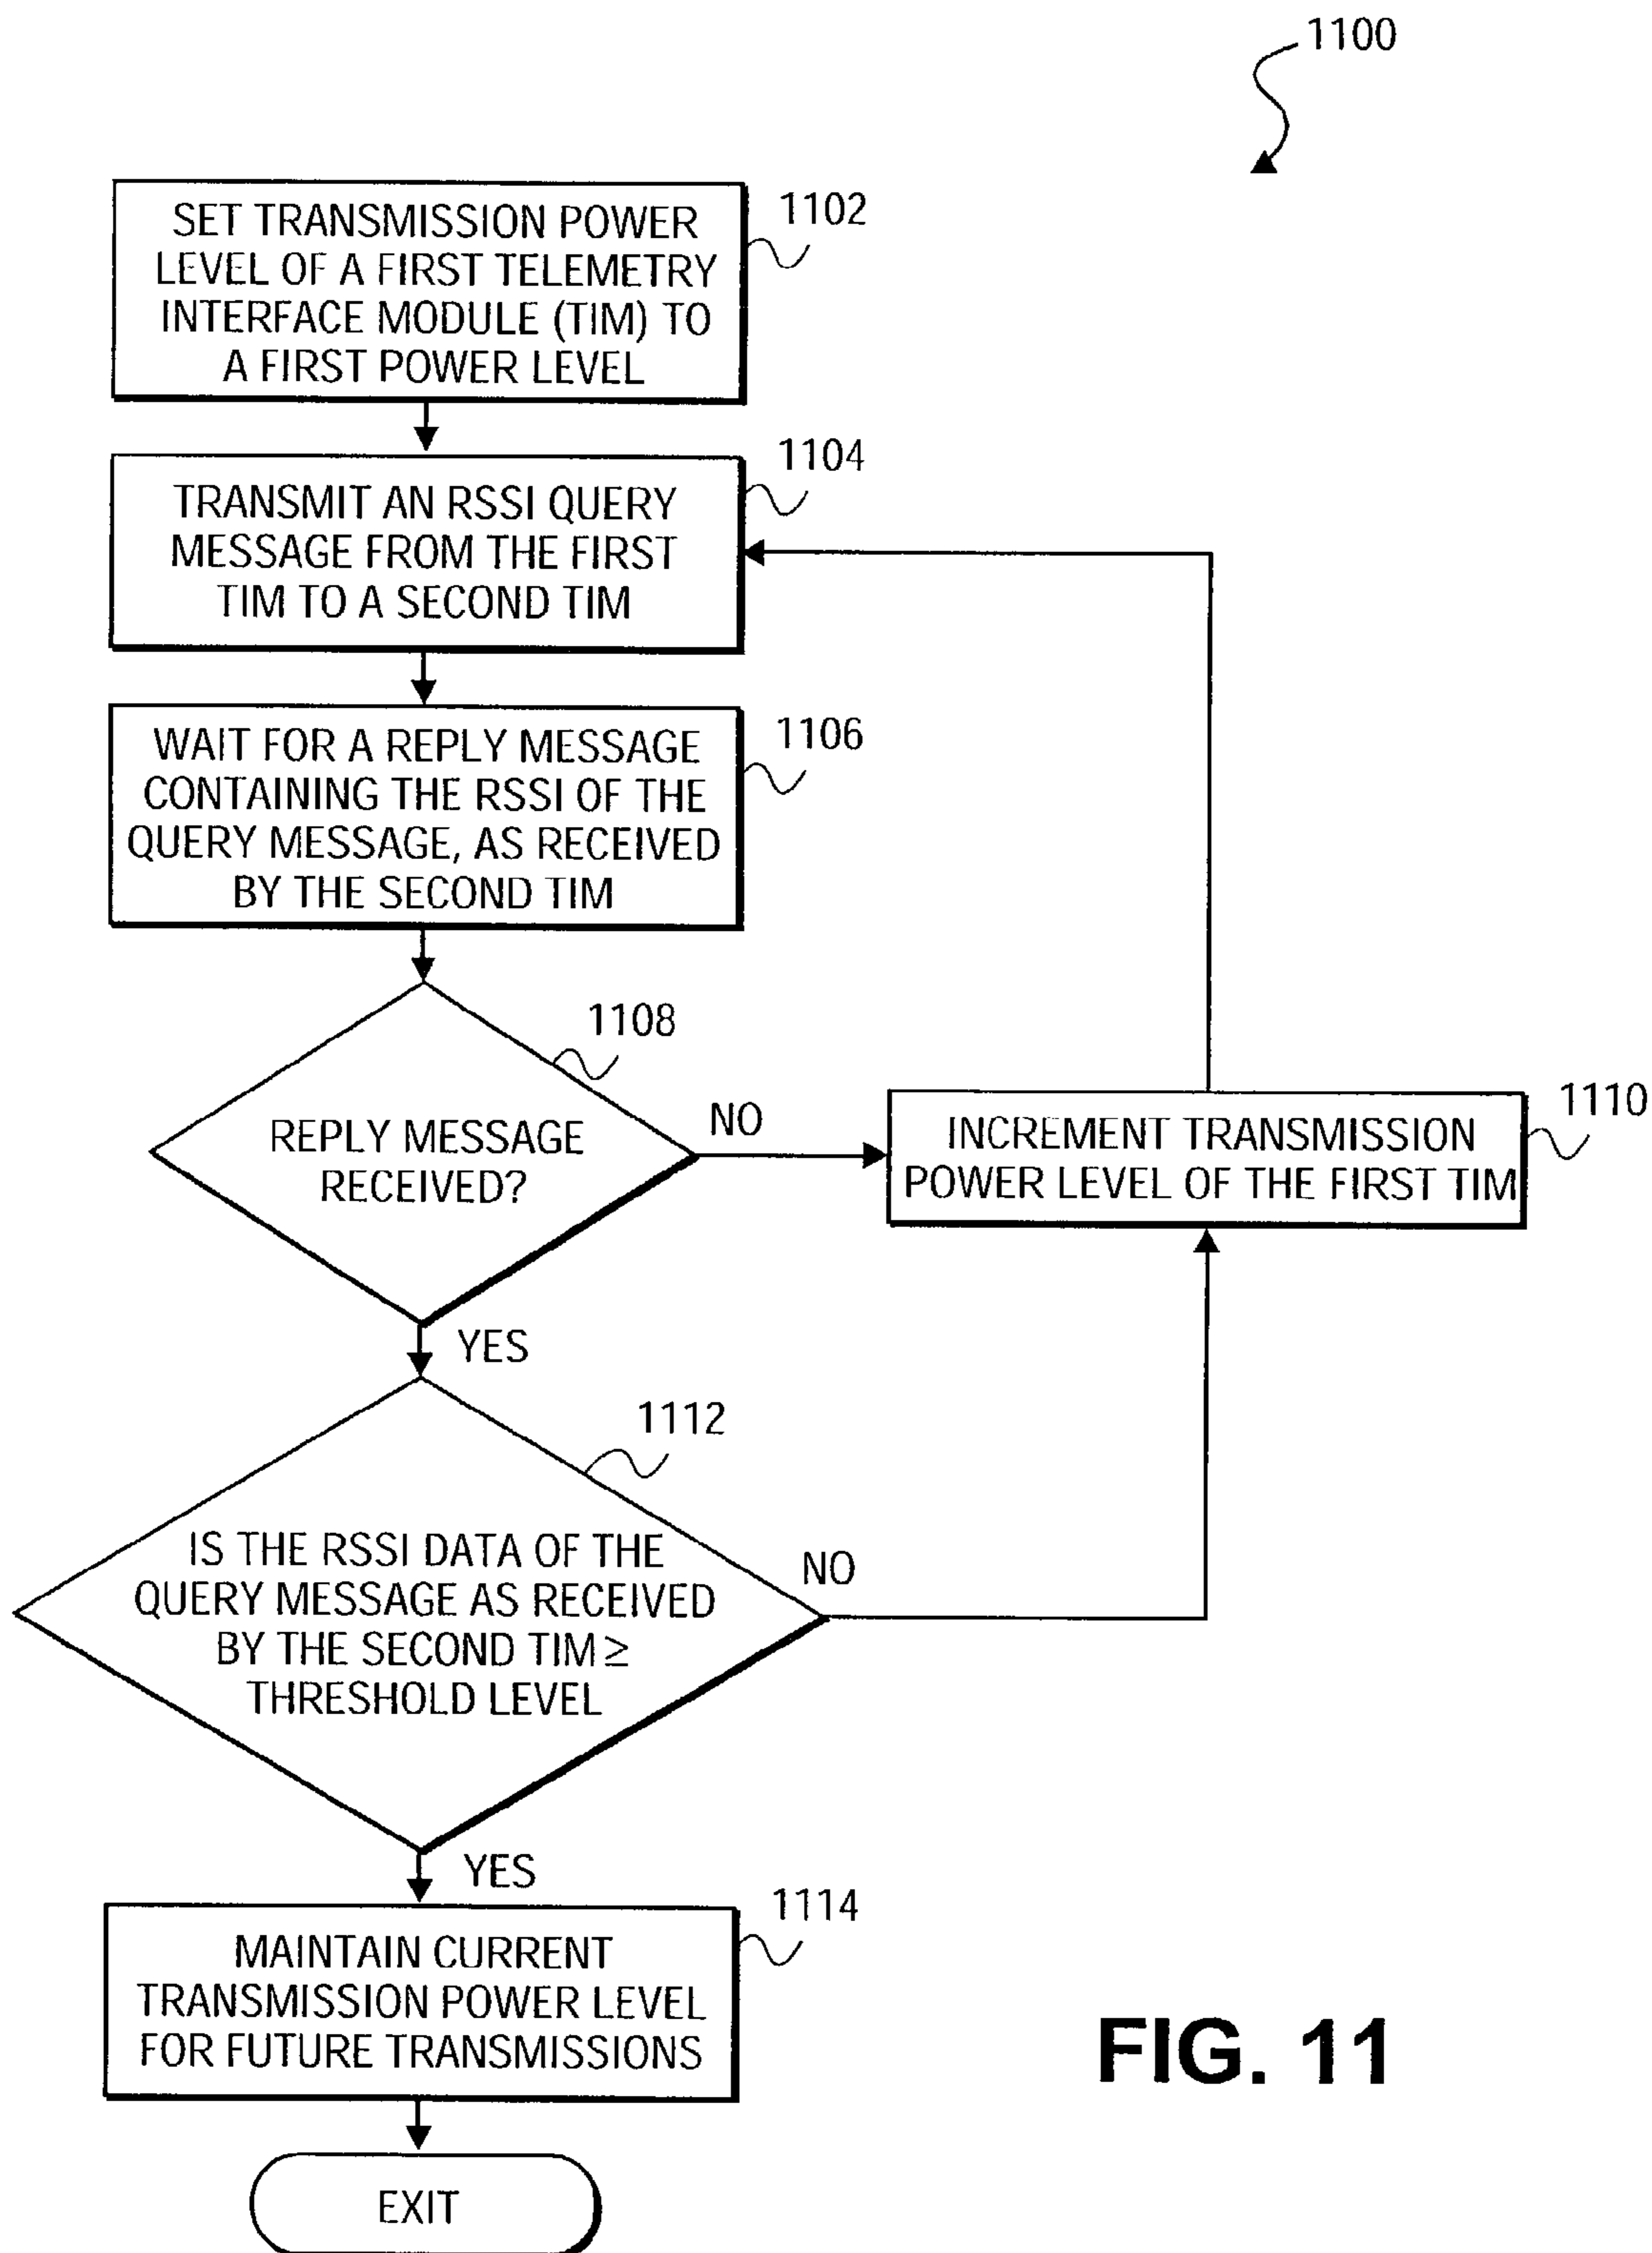 1100
SET TRANSMISSION POWER
LEVEL OF A FIRST TELEMETRY
INTERFACE MODULE (TIM) TO
A FIRST POWER LEVEL
1102
TRANSMIT AN RSSI QUERY
MESSAGE FROM THE FIRST
TIM TO A SECOND TIM
1104
WAIT FOR A REPLY MESSAGE
CONTAINING THE RSSI OF THE
QUERY MESSAGE, AS RECEIVED
BY THE SECOND TIM
1106
REPLY MESSAGE
RECEIVED?
1108
NO
INCREMENT TRANSMISSION
POWER LEVEL OF THE FIRST TIM
1110
YES
IS THE RSSI DATA OF THE
QUERY MESSAGE AS RECEIVED
BY THE SECOND TIM ≥
THRESHOLD LEVEL
1112
NO
YES
MAINTAIN CURRENT
TRANSMISSION POWER LEVEL
FOR FUTURE TRANSMISSIONS
1114
EXIT
FIG. 11